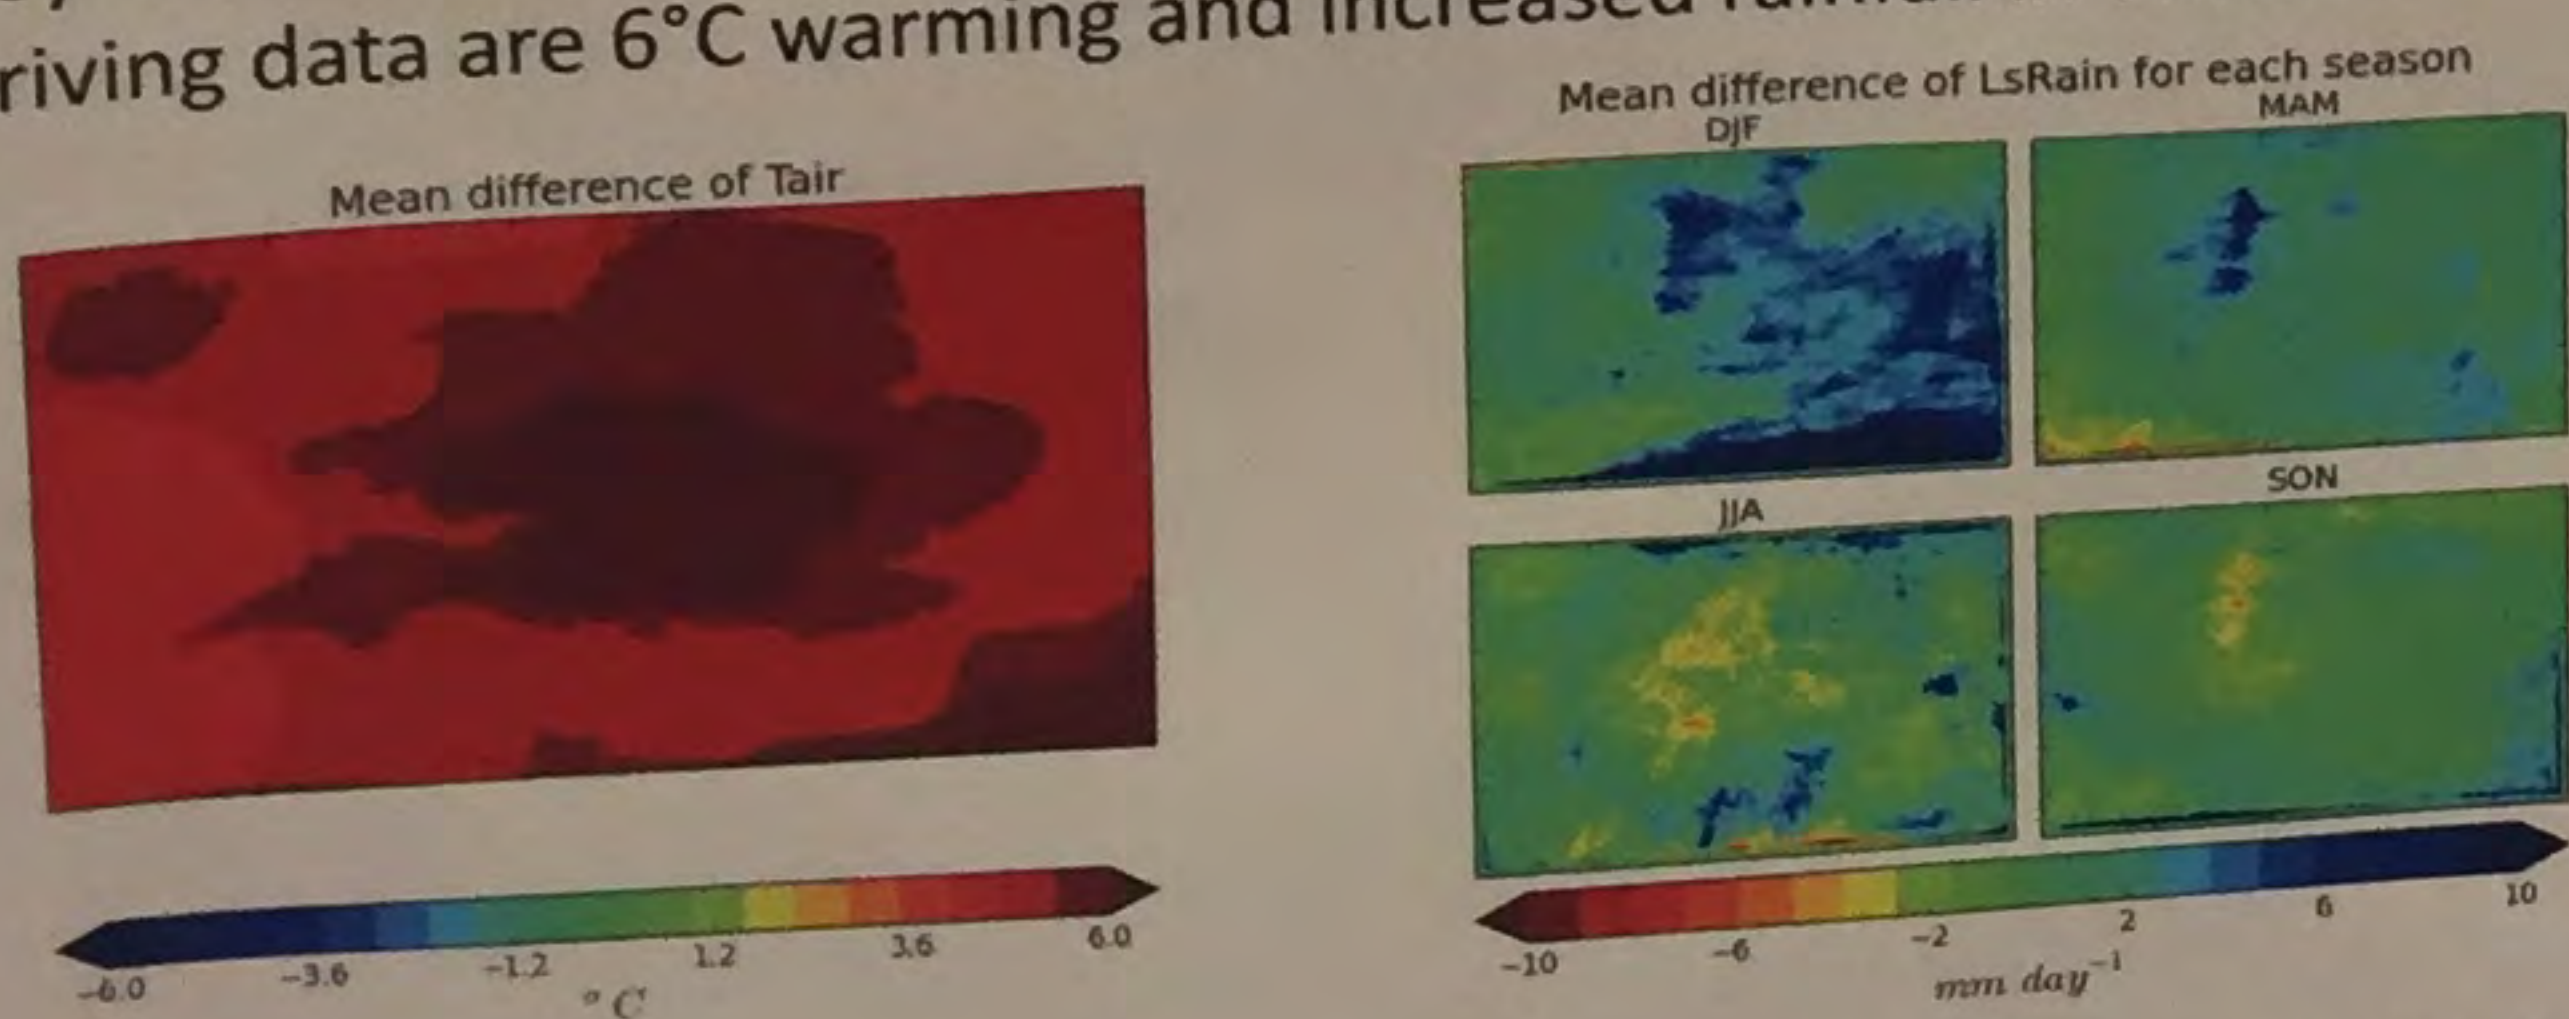 riving data are 6°C warming and increased
Mean difference of Tair
−6.0 −3.6 −1.2 1.2 3.6 6.0
°C
Mean difference of LsRain for each season
DJF MAM
JJA SON
−10 −6 −2 2 6 10
mm day⁻¹